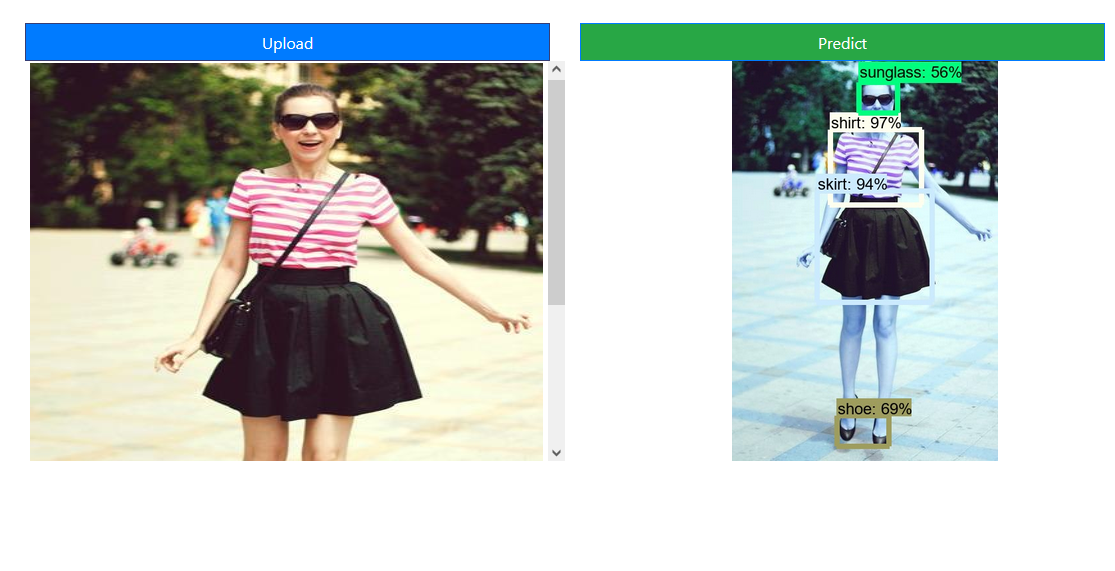 Upload
Predict
sunglass: 56%
shirt: 97%
skirt: 94%
shoe: 69%